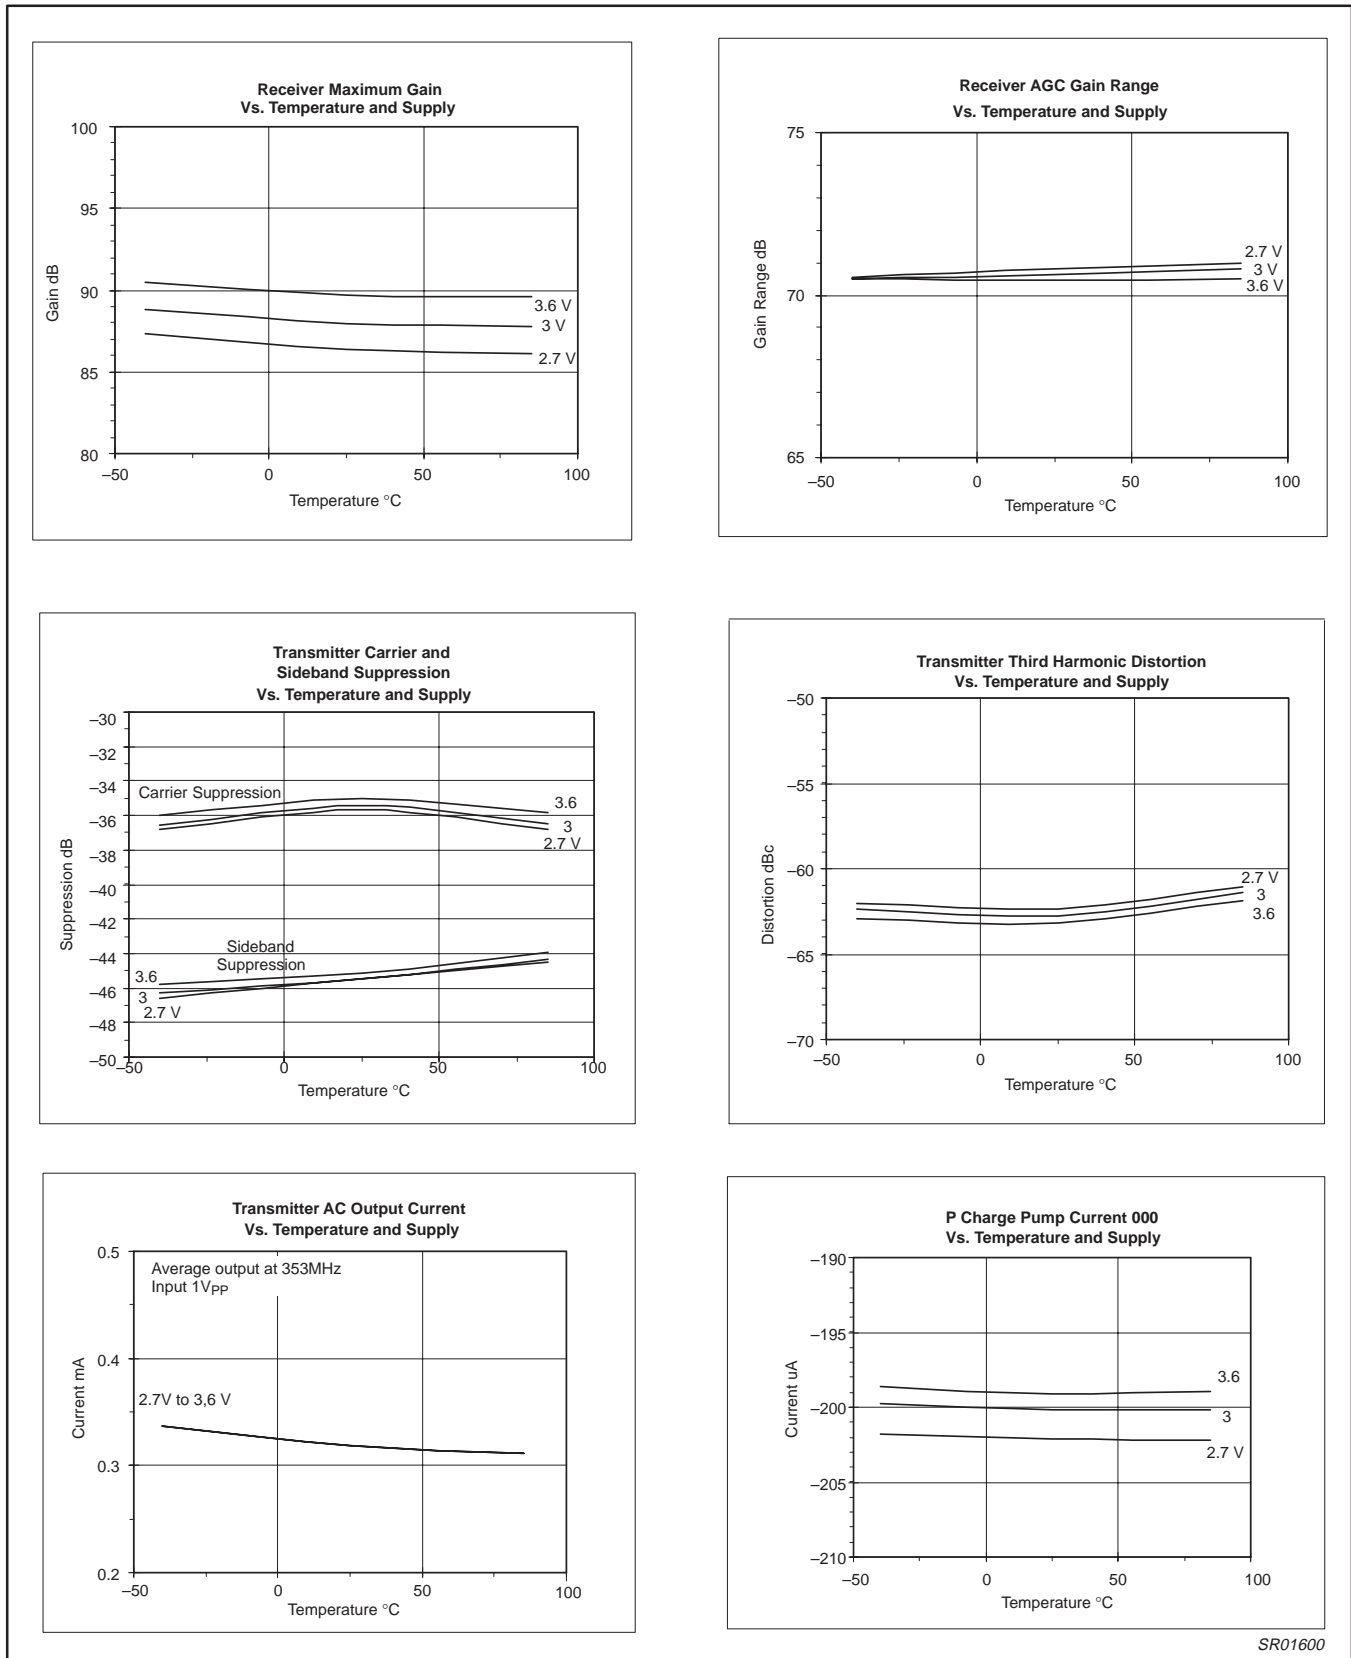 Receiver Maximum Gain
Vs. Temperature and Supply
100
95
90
85
80
Gain dB
3.6 V
3 V
2.7 V
–50 0 50 100
Temperature °C
Receiver AGC Gain Range
Vs. Temperature and Supply
75
70
65
Gain Range dB
2.7 V
3 V
3.6 V
–50 0 50 100
Temperature °C
Transmitter Carrier and
Sideband Suppression
Vs. Temperature and Supply
–30
–32
–34
–36
–38
–40
–42
–44
–46
–48
–50
Suppression dB
Carrier Suppression
3.6
3
2.7 V
Sideband
Suppression
3.6
3
2.7 V
–50 0 50 100
Temperature °C
Transmitter Third Harmonic Distortion
Vs. Temperature and Supply
–50
–55
–60
–65
–70
Distortion dBc
2.7 V
3
3.6
–50 0 50 100
Temperature °C
Transmitter AC Output Current
Vs. Temperature and Supply
0.5
0.4
0.3
0.2
Current mA
Average output at 353MHz
Input 1VPP
2.7V to 3,6 V
–50 0 50 100
Temperature °C
P Charge Pump Current 000
Vs. Temperature and Supply
–190
–195
–200
–205
–210
Current uA
3.6
3
2.7 V
–50 0 50 100
Temperature °C
SR01600